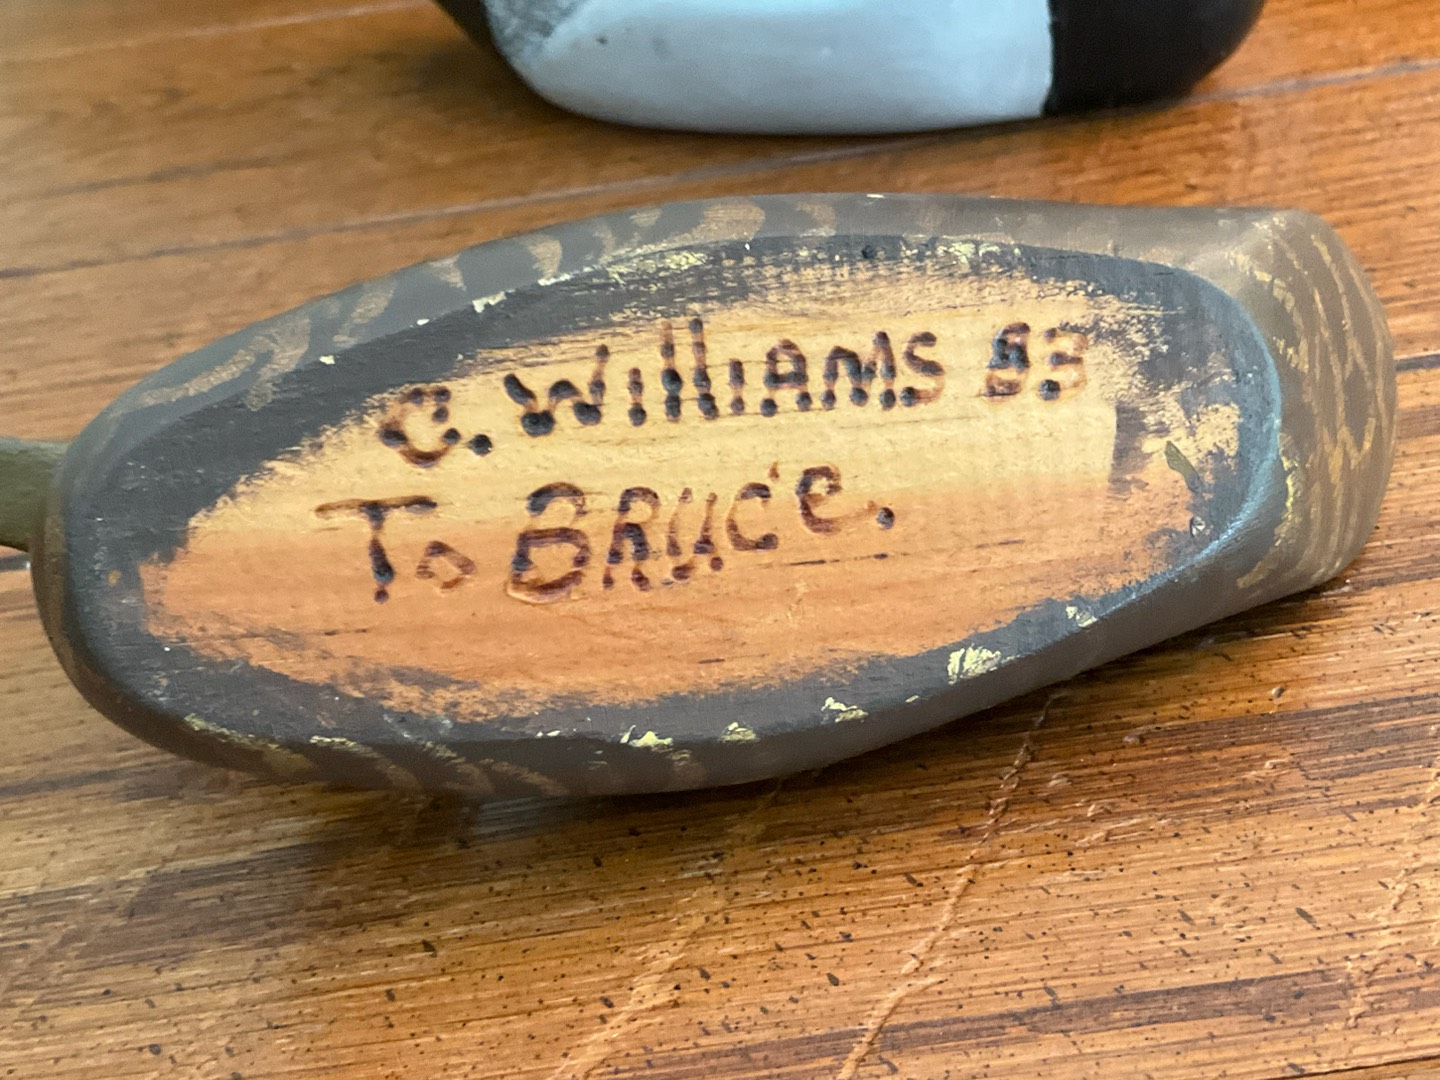 C. WilliAMS 83
To BRUCe.